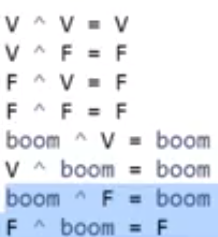 V ^ V = V
V ^ F = F
F ^ V = F
F ^ F = F
boom ^ V = boom
V ^ boom = boom
boom ^ F = boom
F ^ boom = F